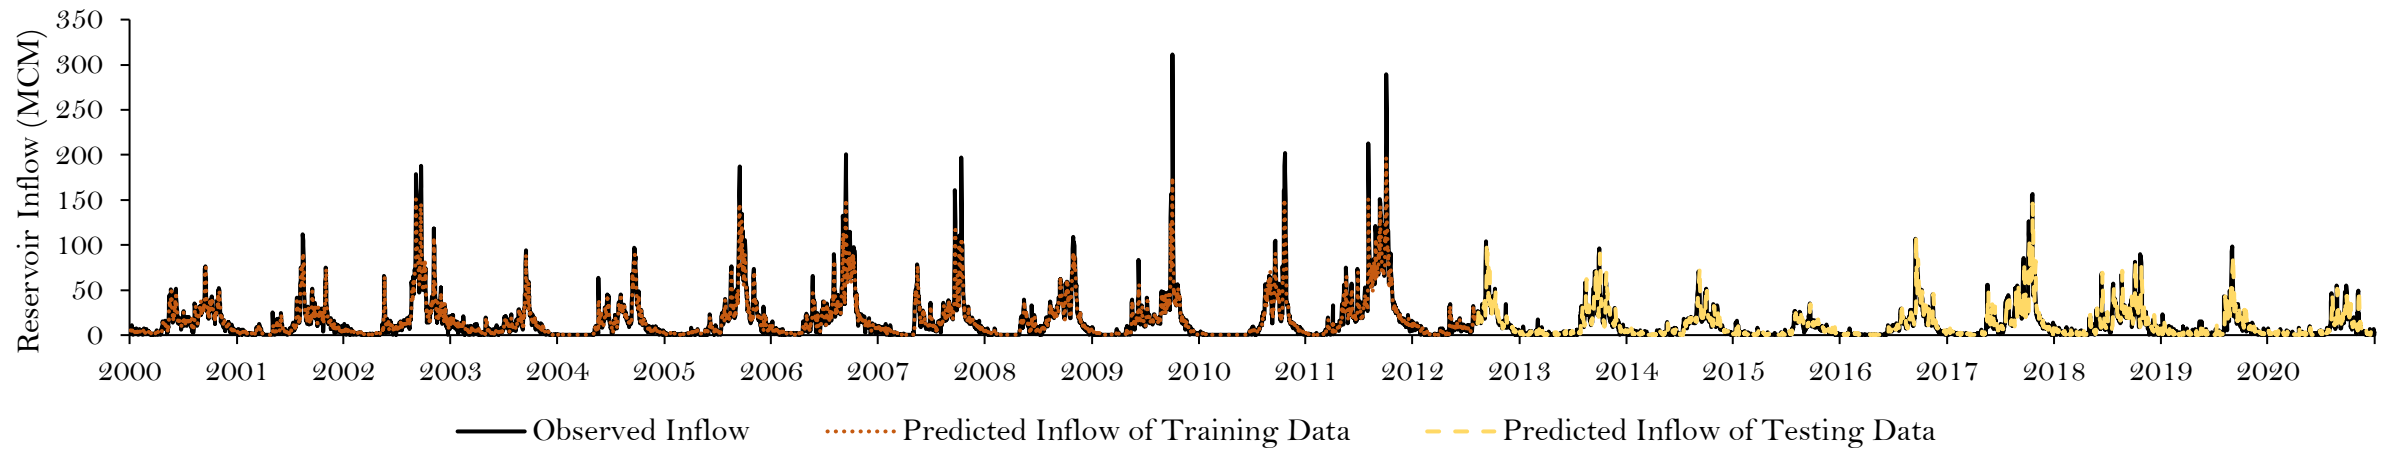 Reservoir Inflow (MCM)
350
300
250
200
150
100
50
0
2000 2001 2002 2003 2004 2005 2006 2007 2008 2009 2010 2011 2012 2013 2014 2015 2016 2017 2018 2019 2020
Observed Inflow Predicted Inflow of Training Data Predicted Inflow of Testing Data